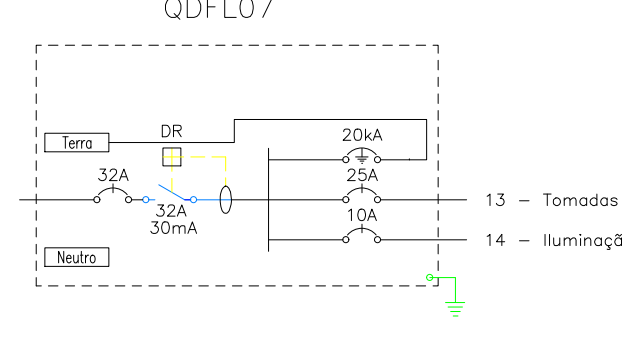 QDFL07
DR
Terra
20kA
32A
25A
13 - Tomadas
32A
30mA
10A
14 - Iluminaçã
Neutro